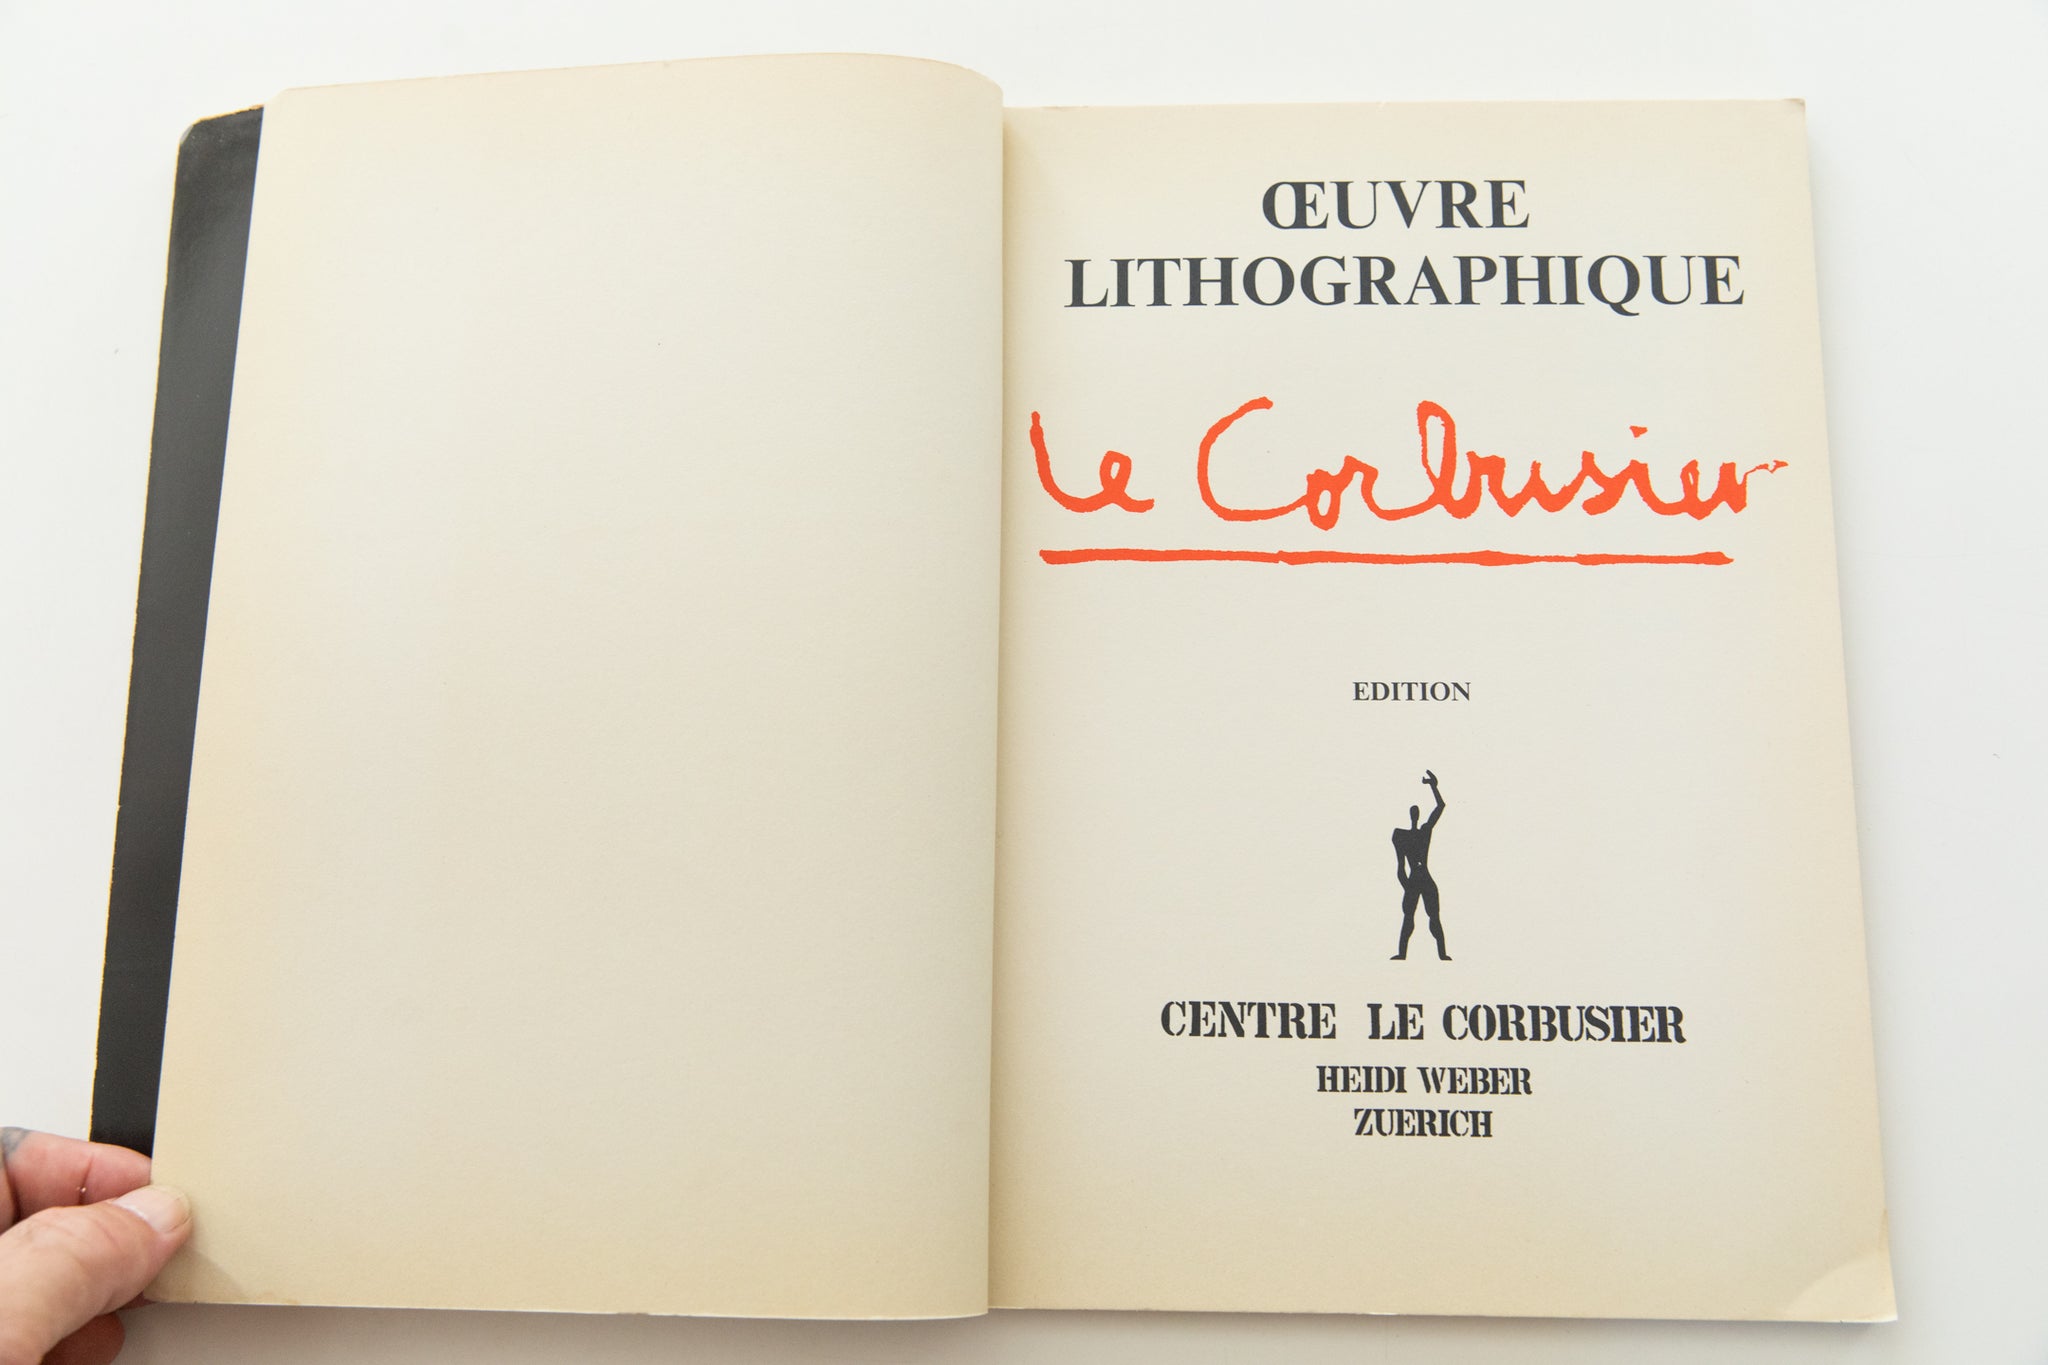 ŒUVRE
LITHOGRAPHIQUE
Le Corbusier
EDITION
CENTRE LE CORBUSIER
HEIDI WEBER
ZUERICH